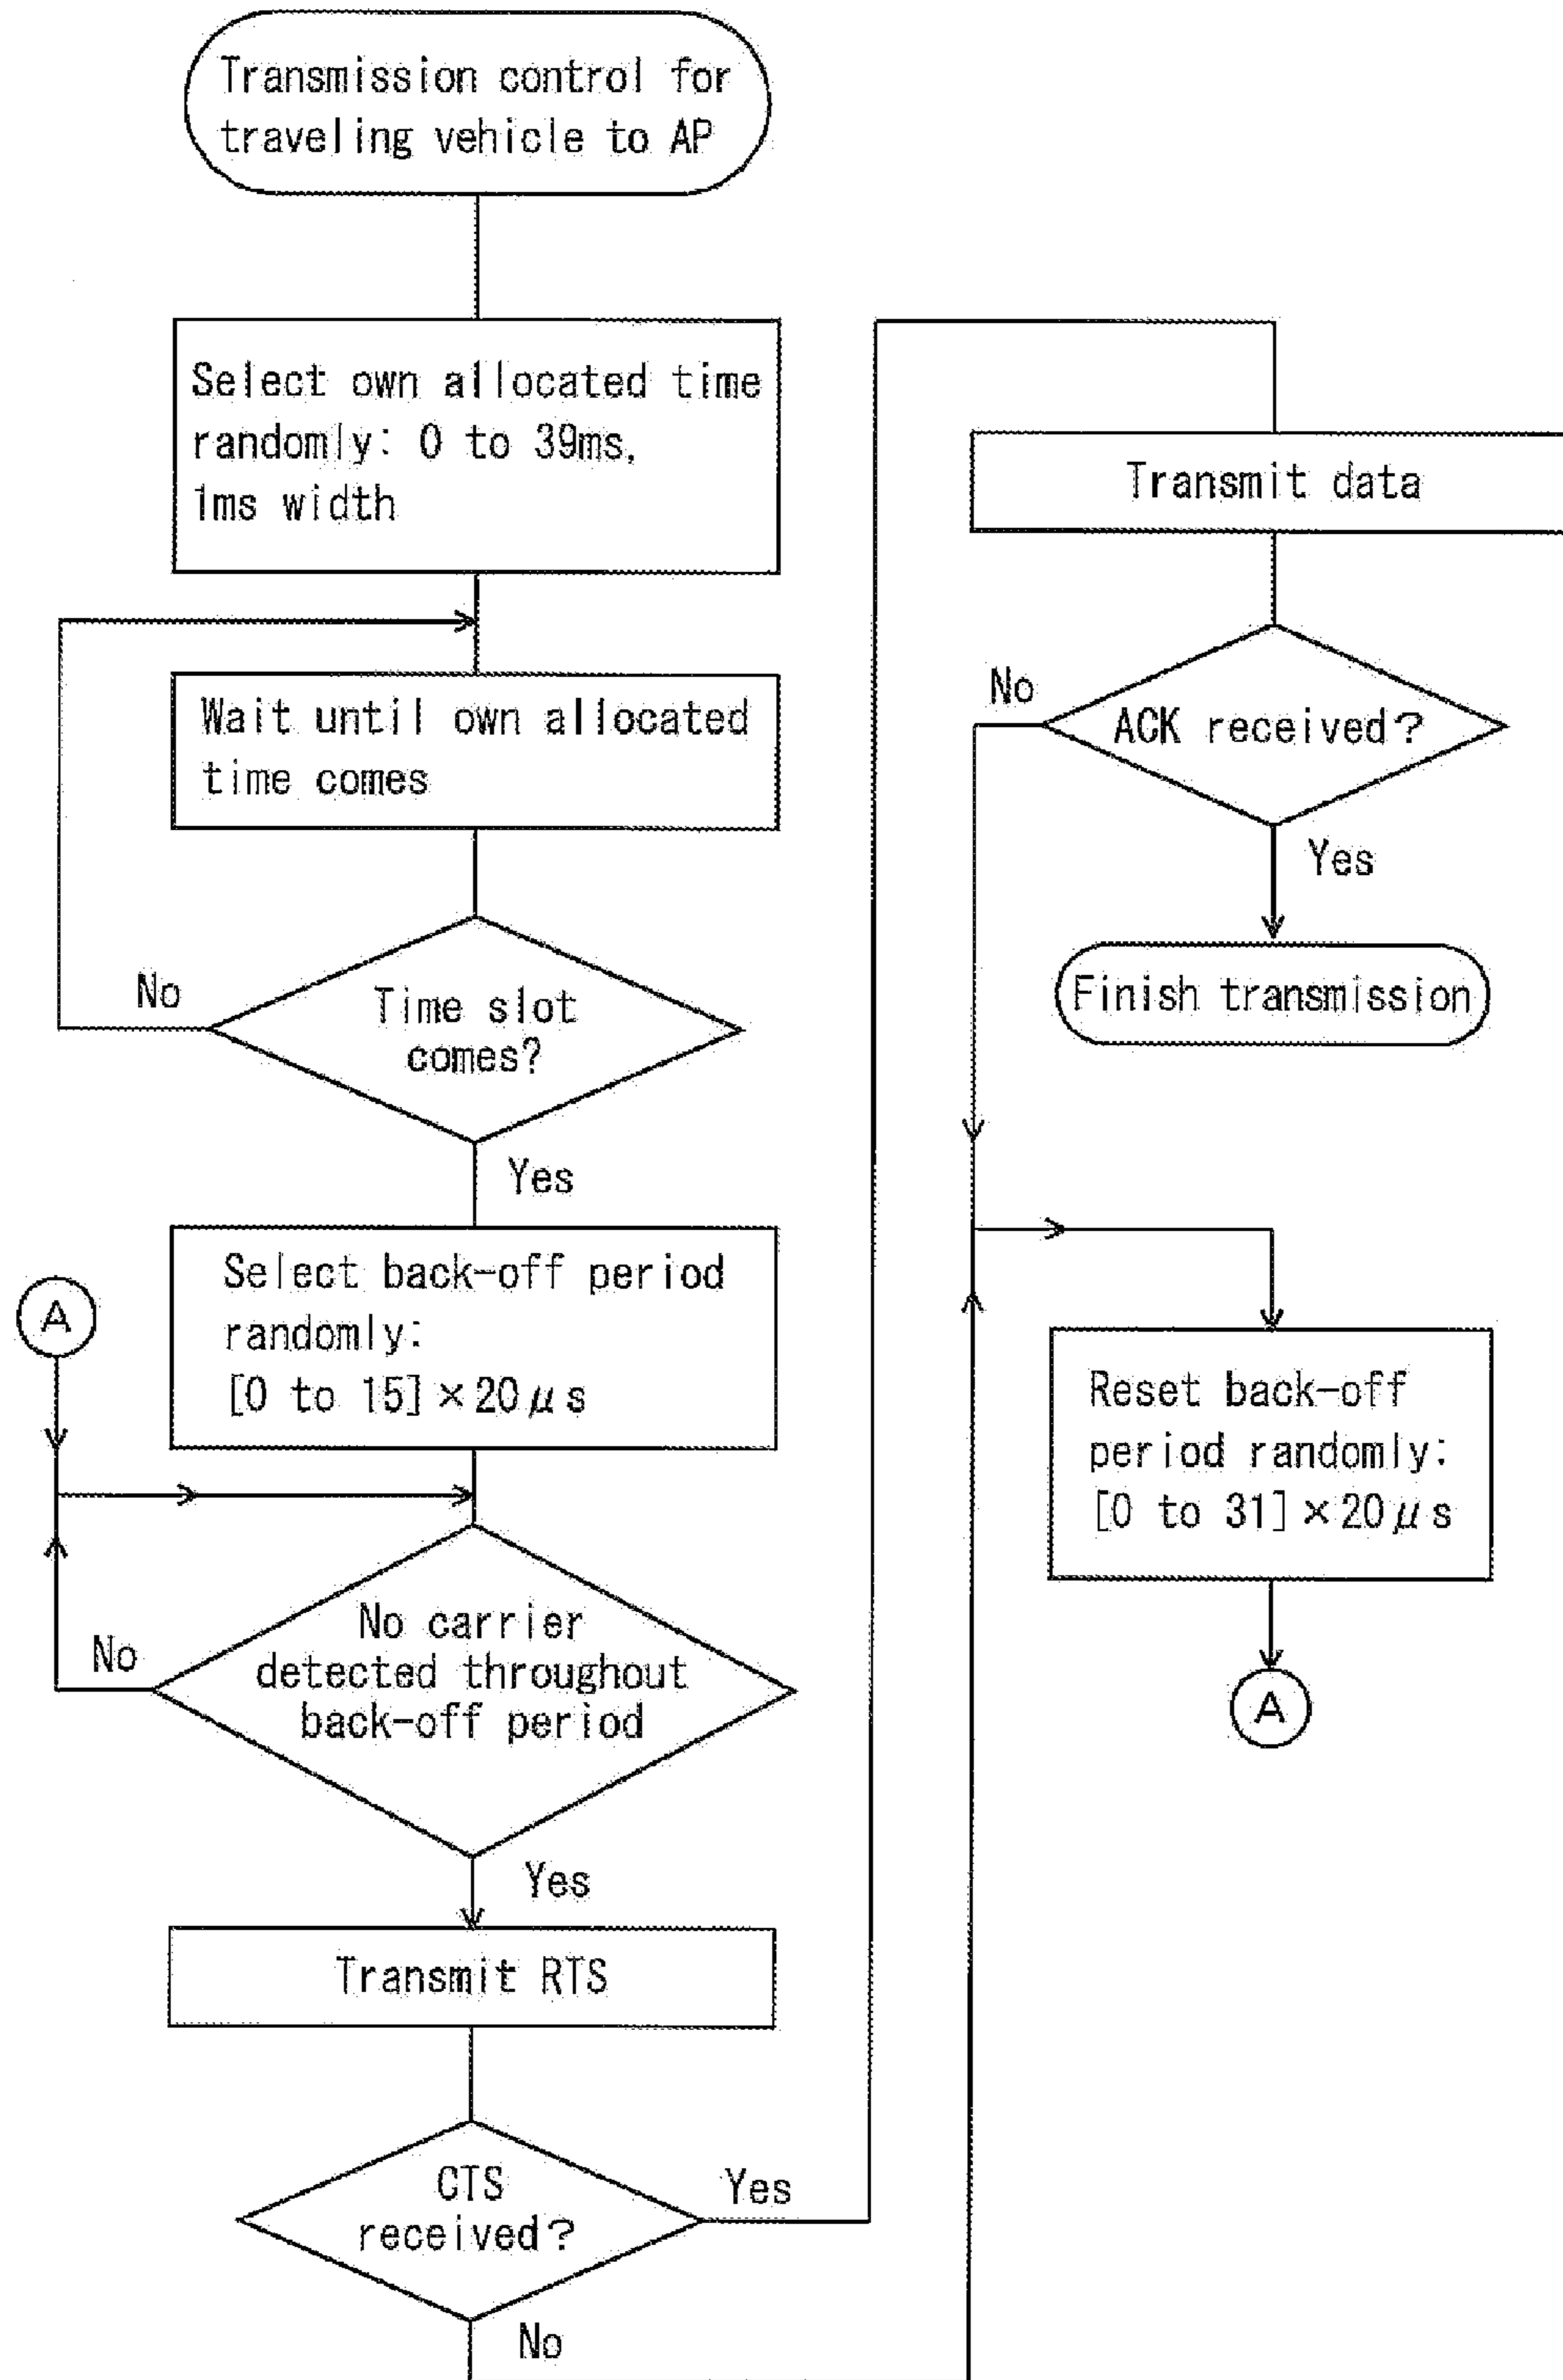 Transmission control for
traveling vehicle to AP
Select own allocated time
randomly: 0 to 39ms,
1ms width
Wait until own allocated
time comes
No
Time slot
comes?
Yes
Select back-off period
randomly:
[0 to 15]×20μs
A
No
No carrier
detected throughout
back-off period
Yes
Transmit RTS
CTS
received?
Yes
No
Transmit data
No
ACK received?
Yes
Finish transmission
Reset back-off
period randomly:
[0 to 31]×20μs
A